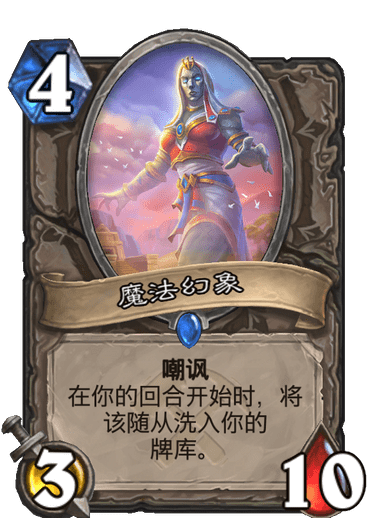 4
魔法幻象
嘲讽
在你的回合开始时，将
该随从洗入你的
牌库。
3
10